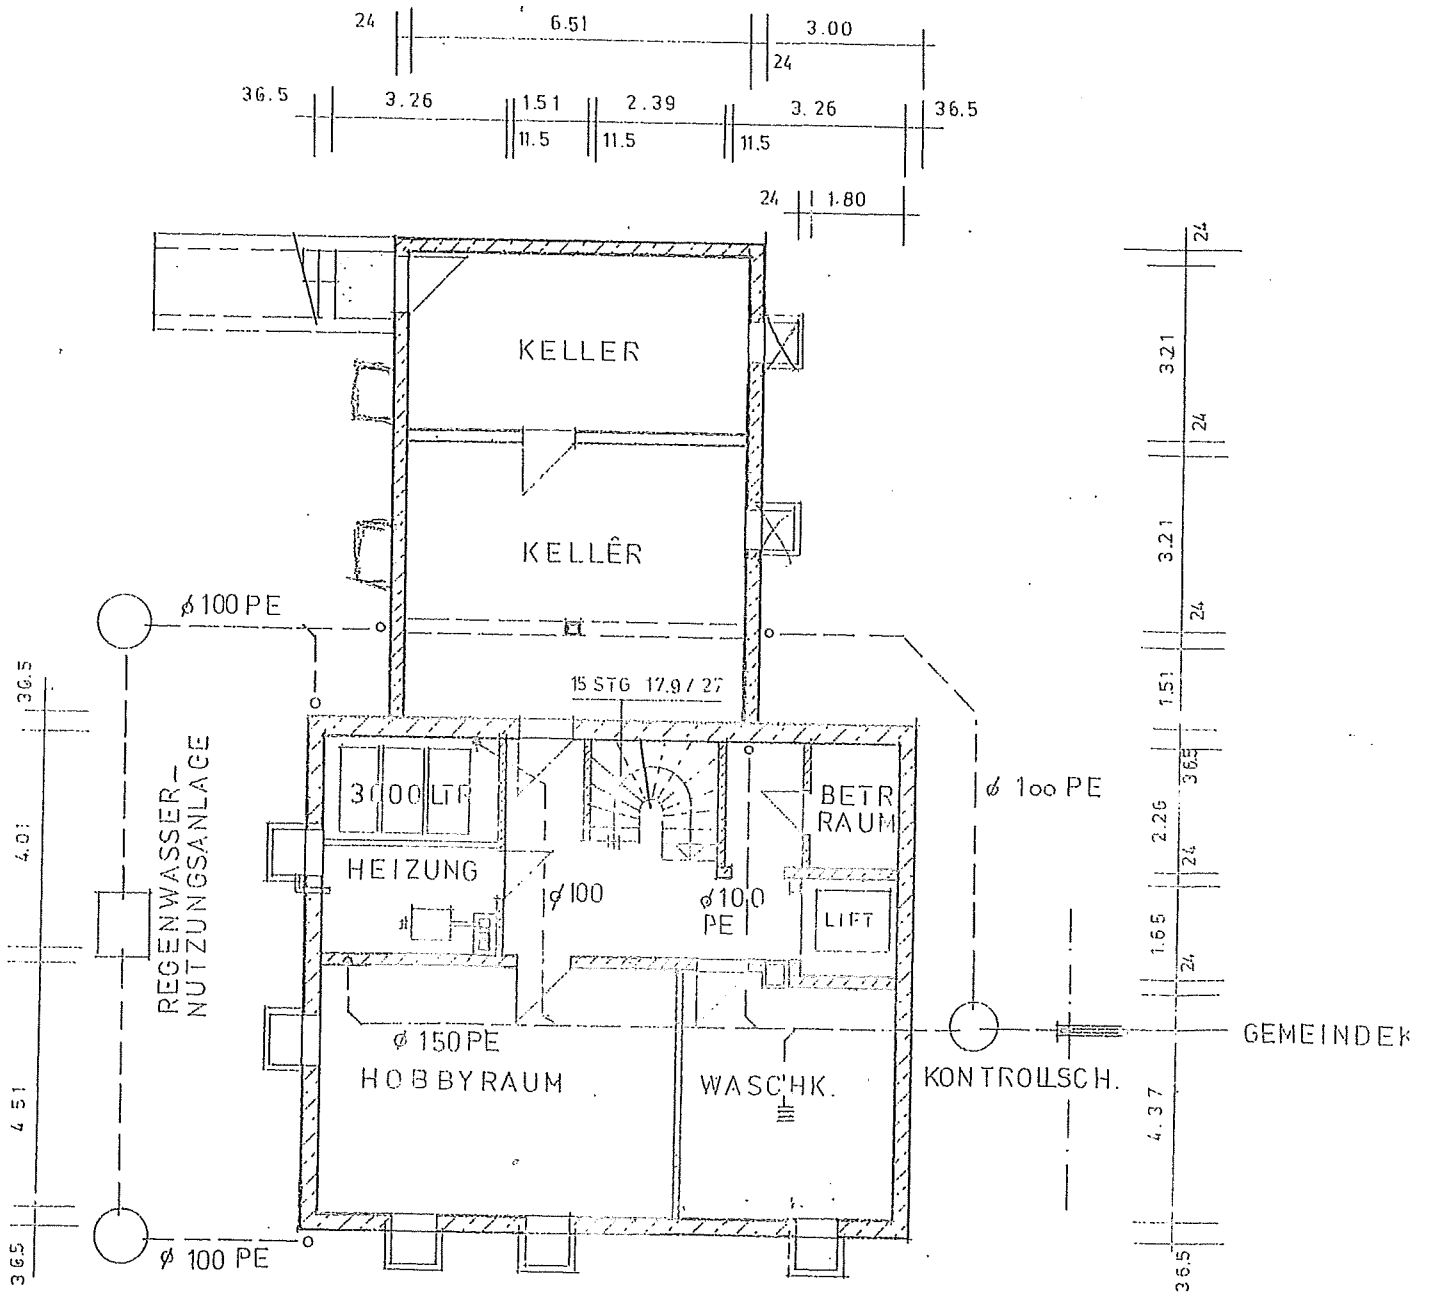 24 6.51 3.00
24
36.5 3.26 1.51 2.39 3.26 36.5
11.5 11.5 11.5
24 1.80
24
KELLER
3.21
24
KELLÊR
3.21
ø 100 PE
24
36.5
15 STG 17.9 / 27
1.51
36.5
REGENWASSER-
NUTZUNGSANLAGE
4.01
3000 LTR
BETR
RAUM
ø 100 PE
2.26
24
HEIZUNG
ø 100
ø 100
PE
LIFT
1.65
24
ø 150 PE
HOBBYRAUM
WASCHK.
KONTROLLSCH.
GEMEINDEK
4.51
4.37
36.5
ø 100 PE
36.5